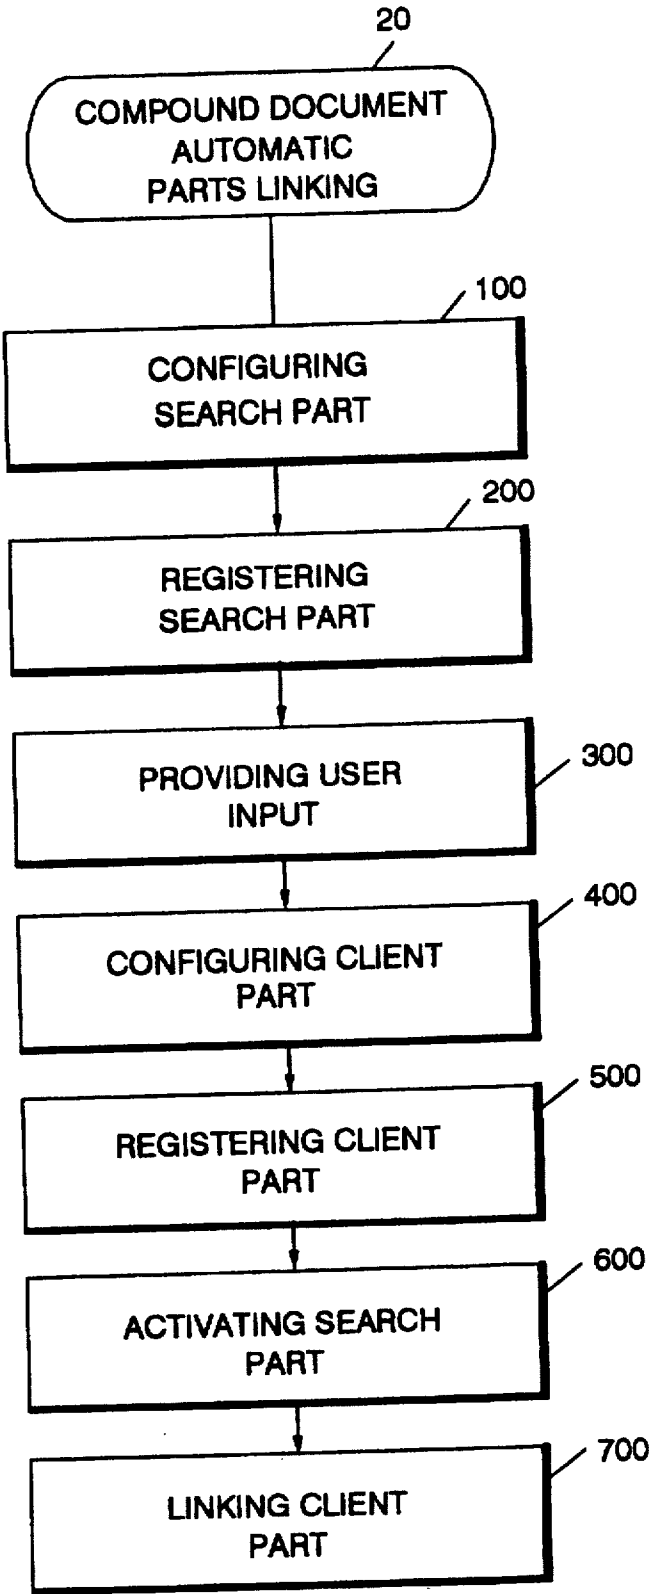 20
COMPOUND DOCUMENT
AUTOMATIC
PARTS LINKING
100
CONFIGURING
SEARCH PART
200
REGISTERING
SEARCH PART
300
PROVIDING USER
INPUT
400
CONFIGURING CLIENT
PART
500
REGISTERING CLIENT
PART
600
ACTIVATING SEARCH
PART
700
LINKING CLIENT
PART